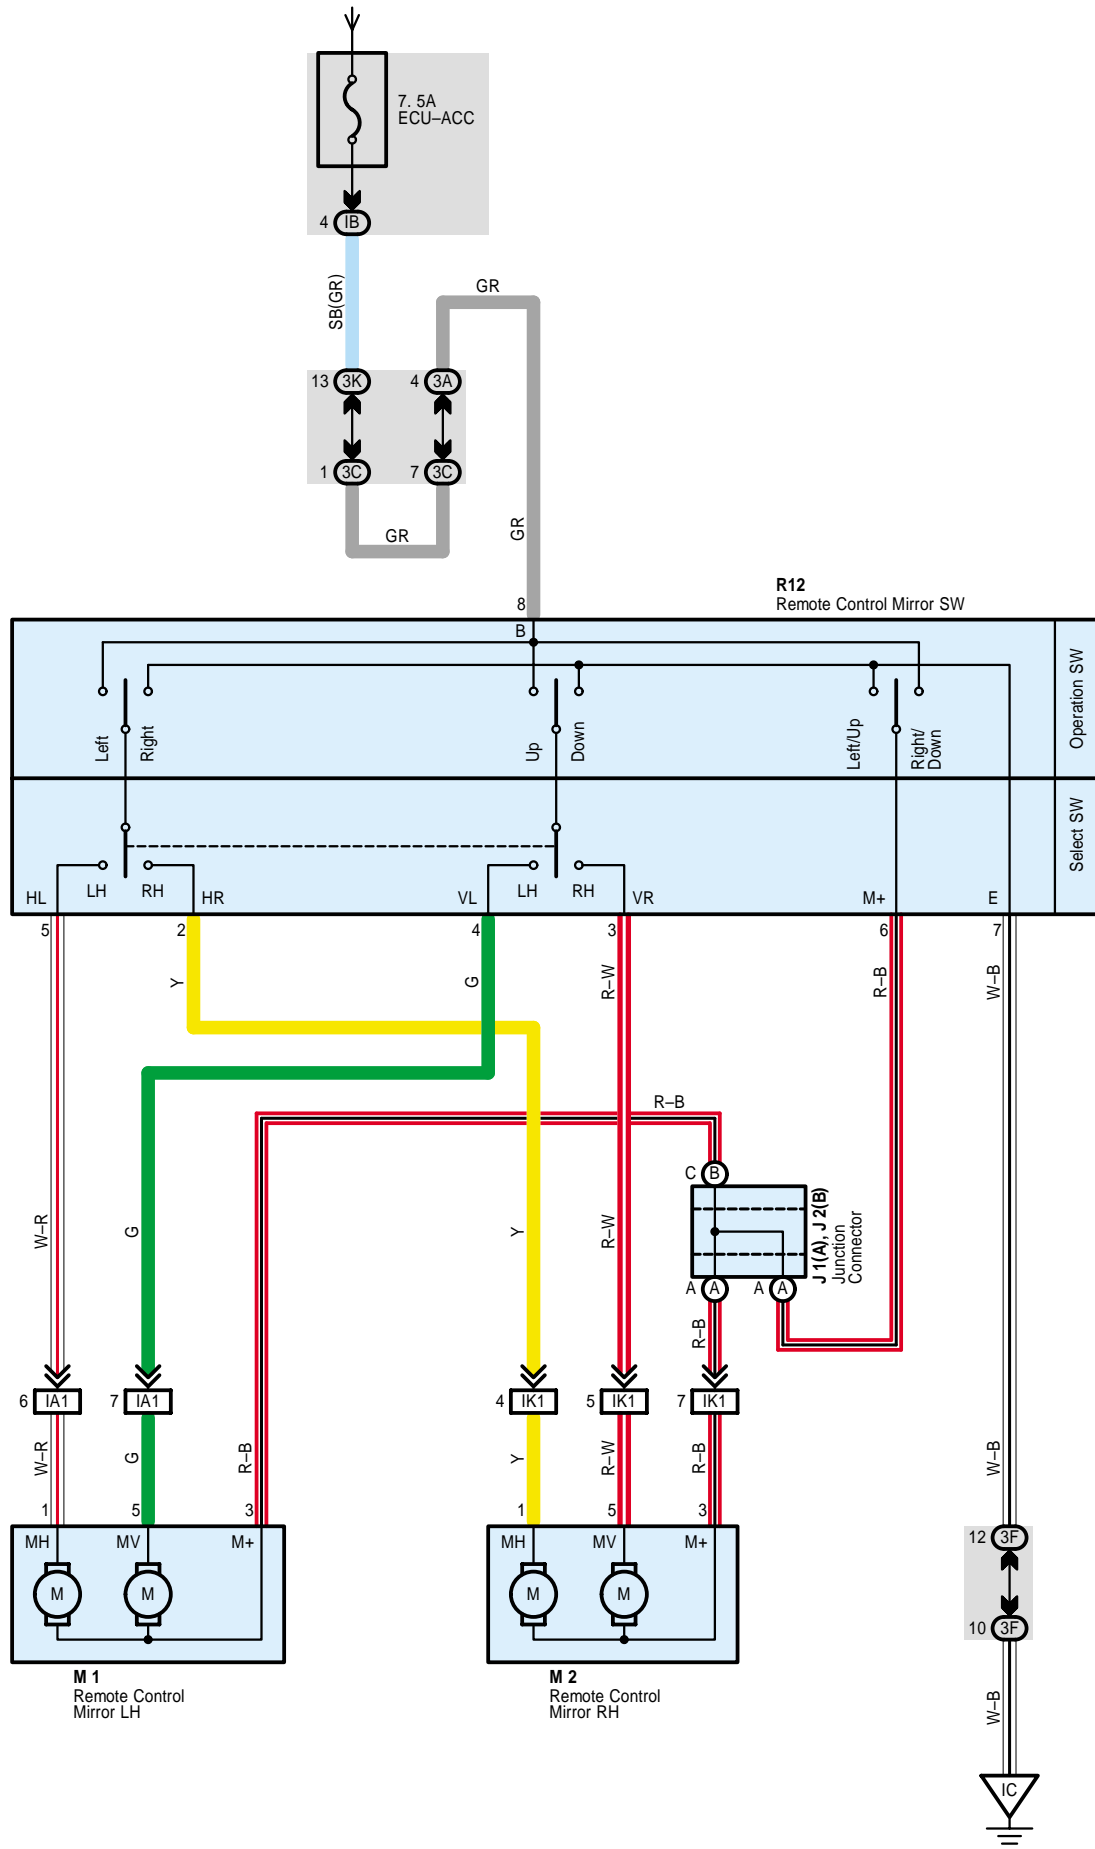 7. 5A
ECU–ACC
4 IB
SB(GR)
GR
13 3K
4 3A
1 3C
7 3C
GR
GR
R12
Remote Control Mirror SW
8
B
Left
Right
Up
Down
Left/Up
Right/
Down
Operation SW
Select SW
LH
RH
LH
RH
HL
HR
VL
VR
M+
E
5
2
4
3
6
7
Y
G
R–W
R–B
W–B
R–B
C B
W–R
G
Y
R–W
J 1(A), J 2(B)
Junction
Connector
A A
A A
R–B
6 IA1
7 IA1
4 IK1
5 IK1
7 IK1
W–R
G
R–B
Y
R–W
R–B
W–B
1
5
3
1
5
3
MH
MV
M+
MH
MV
M+
12 3F
M
M
M
M
10 3F
M 1
Remote Control
Mirror LH
M 2
Remote Control
Mirror RH
W–B
IC